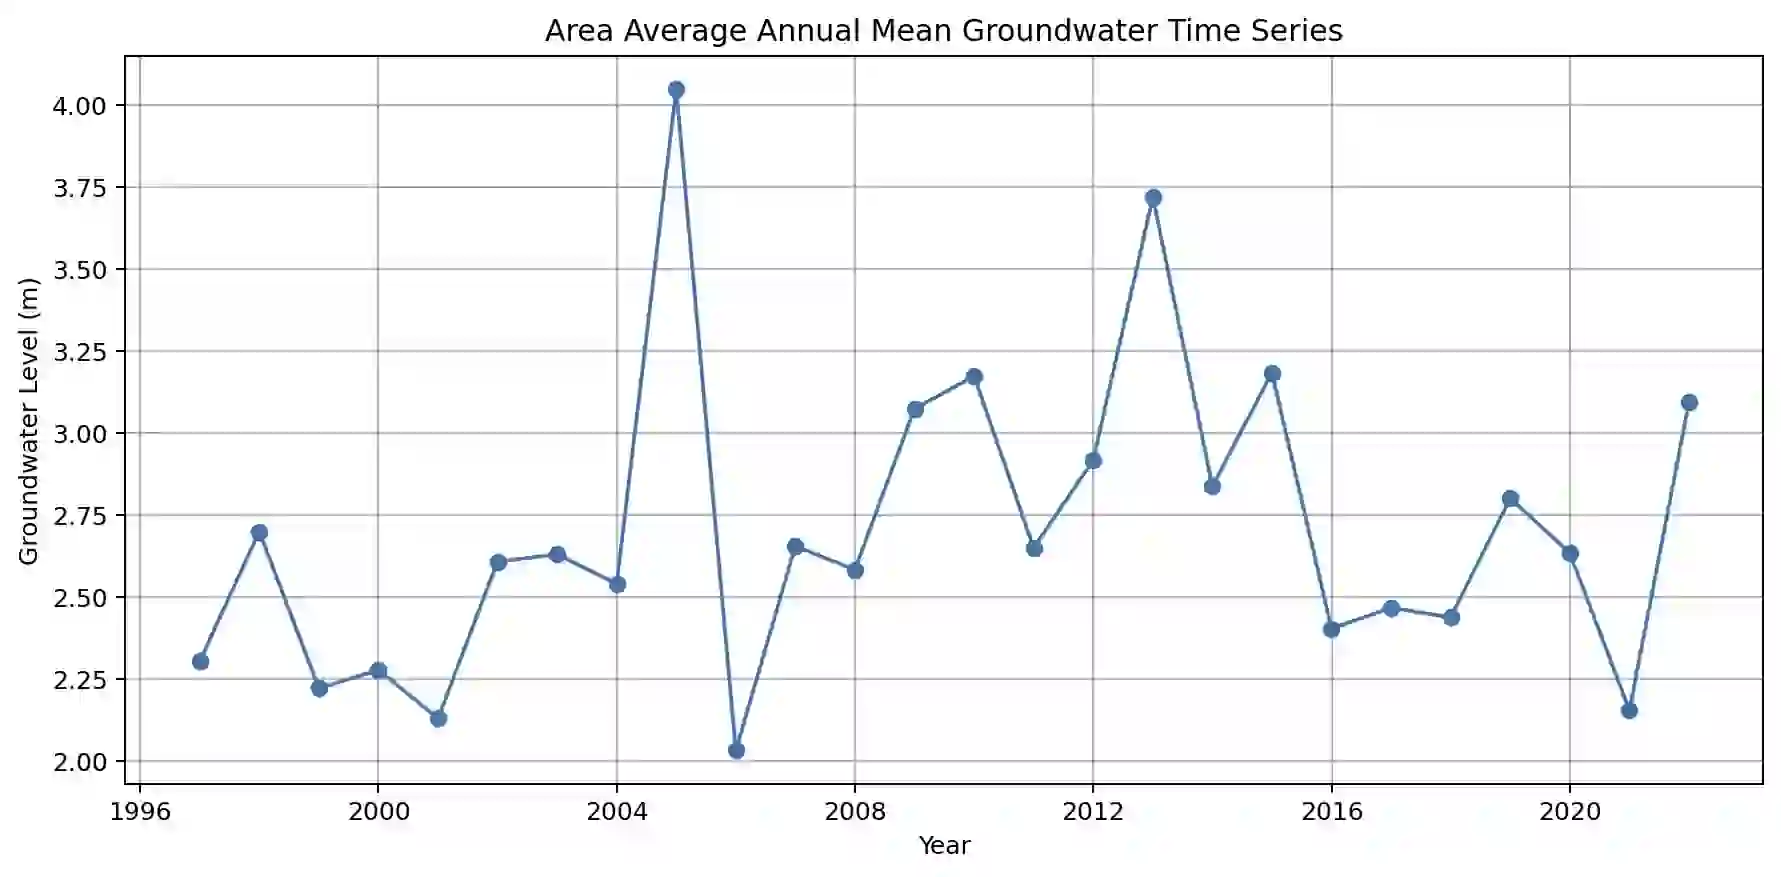 Area Average Annual Mean Groundwater Time Series
Groundwater Level (m)
4.00
3.75
3.50
3.25
3.00
2.75
2.50
2.25
2.00
1996 2000 2004 2008 2012 2016 2020
Year